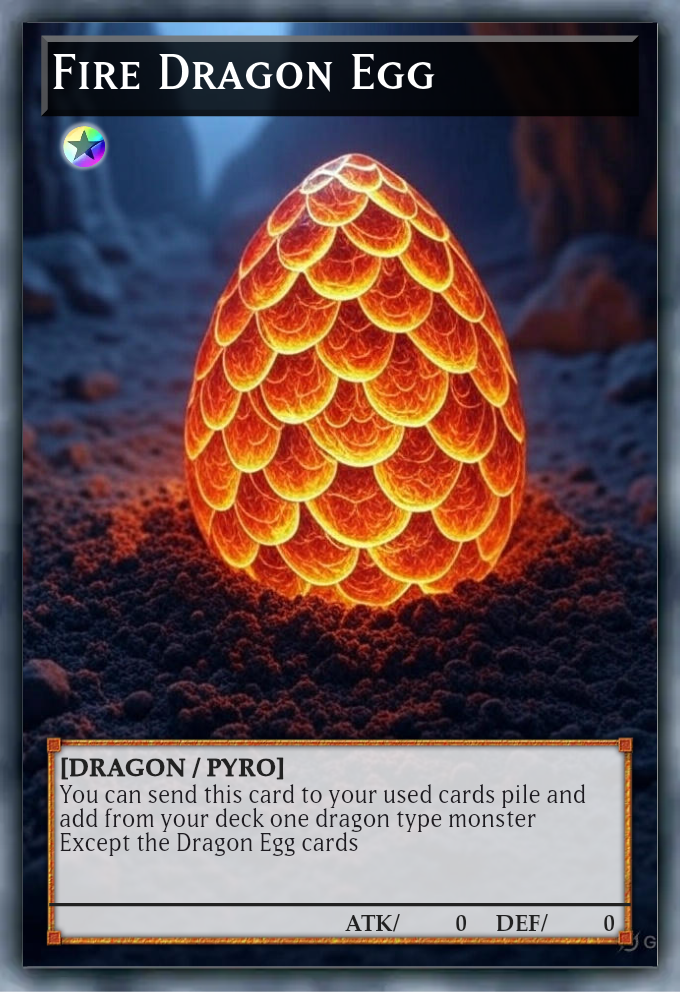 Fire Dragon Egg
[DRAGON / PYRO]
You can send this card to your used cards pile and
add from your deck one dragon type monster
Except the Dragon Egg cards
ATK/ 0 DEF/ 0
G